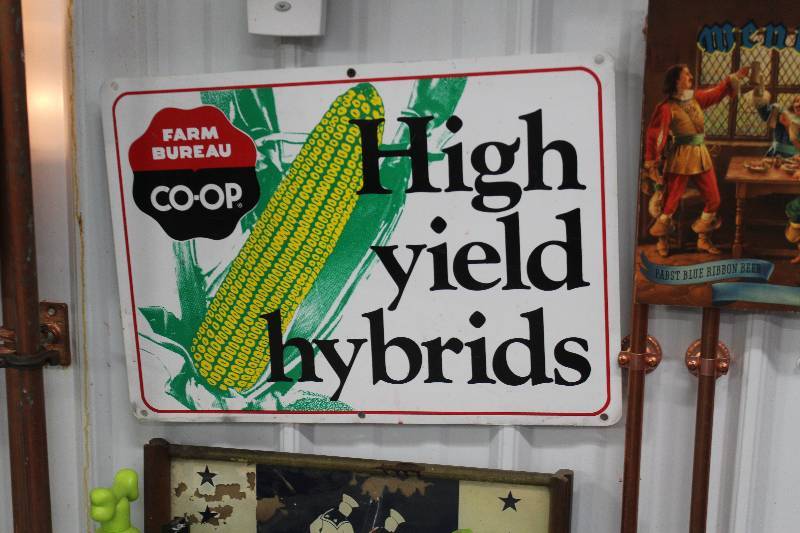 FARM
BUREAU
CO-OP®
High
yield
hybrids
PABST BLUE RIBBON BEER